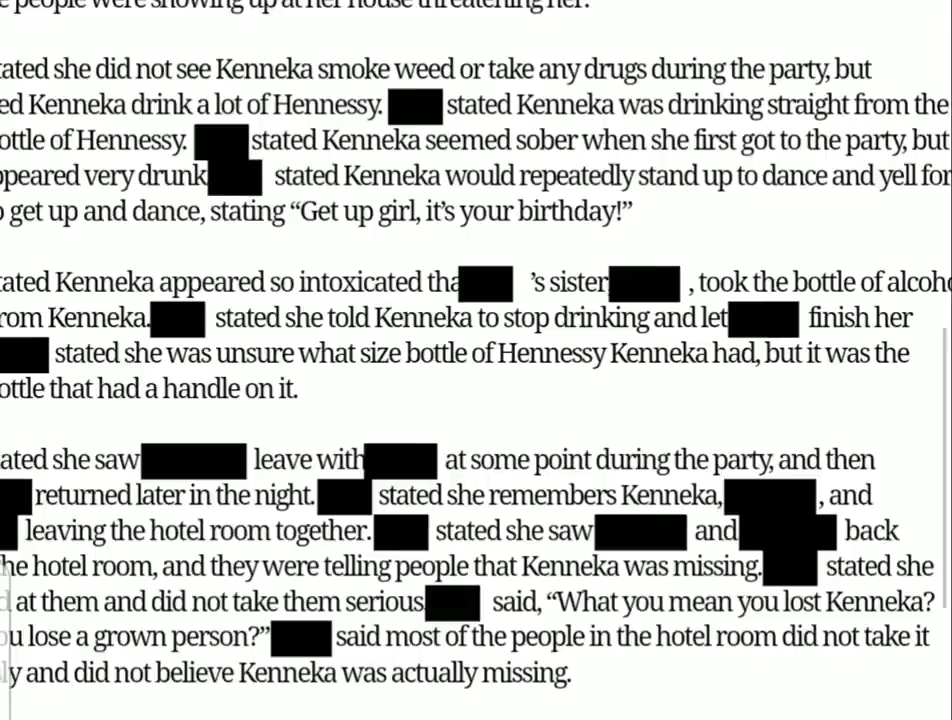 e people were showing up at her house threatening her.
tated she did not see Kenneka smoke weed or take any drugs during the party, but
ed Kenneka drink a lot of Hennessy. stated Kenneka was drinking straight from the
ottle of Hennessy. stated Kenneka seemed sober when she first got to the party, but
ppeared very drunk stated Kenneka would repeatedly stand up to dance and yell for
o get up and dance, stating “Get up girl, it’s your birthday!”
tated Kenneka appeared so intoxicated tha ’s sister , took the bottle of alcoho
rom Kenneka. stated she told Kenneka to stop drinking and let finish her
stated she was unsure what size bottle of Hennessy Kenneka had, but it was the
ottle that had a handle on it.
tated she saw leave with at some point during the party, and then
returned later in the night. stated she remembers Kenneka, , and
leaving the hotel room together. stated she saw and back
he hotel room, and they were telling people that Kenneka was missing. stated she
d at them and did not take them serious said, “What you mean you lost Kenneka?
ou lose a grown person?” said most of the people in the hotel room did not take it
ly and did not believe Kenneka was actually missing.